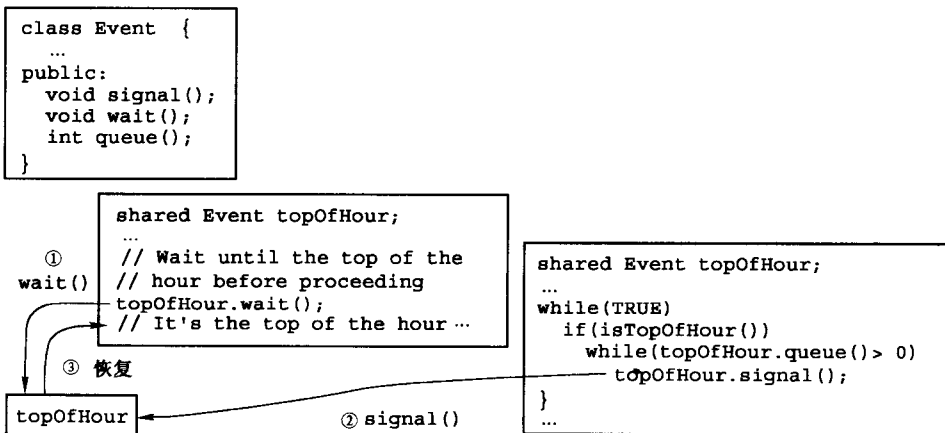 class Event {
...
public:
void signal();
void wait();
int queue();
}
shared Event topOfHour;
...
// Wait until the top of the
// hour before proceeding
topOfHour.wait();
// It's the top of the hour ...
① wait()
③ 恢复
topOfHour
② signal()
shared Event topOfHour;
...
while(TRUE)
if(isTopOfHour())
while(topOfHour.queue()> 0)
topOfHour.signal();
}
...